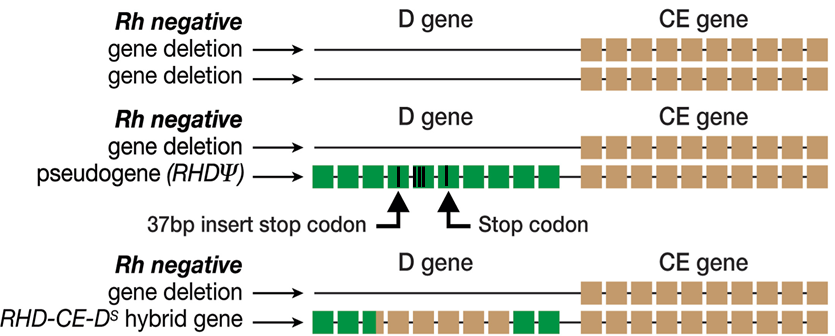 Rh negative D gene CE gene
gene deletion
gene deletion
Rh negative D gene CE gene
gene deletion
pseudogene (RHDΨ)
37bp insert stop codon Stop codon
Rh negative D gene CE gene
gene deletion
RHD-CE-Dˢ hybrid gene